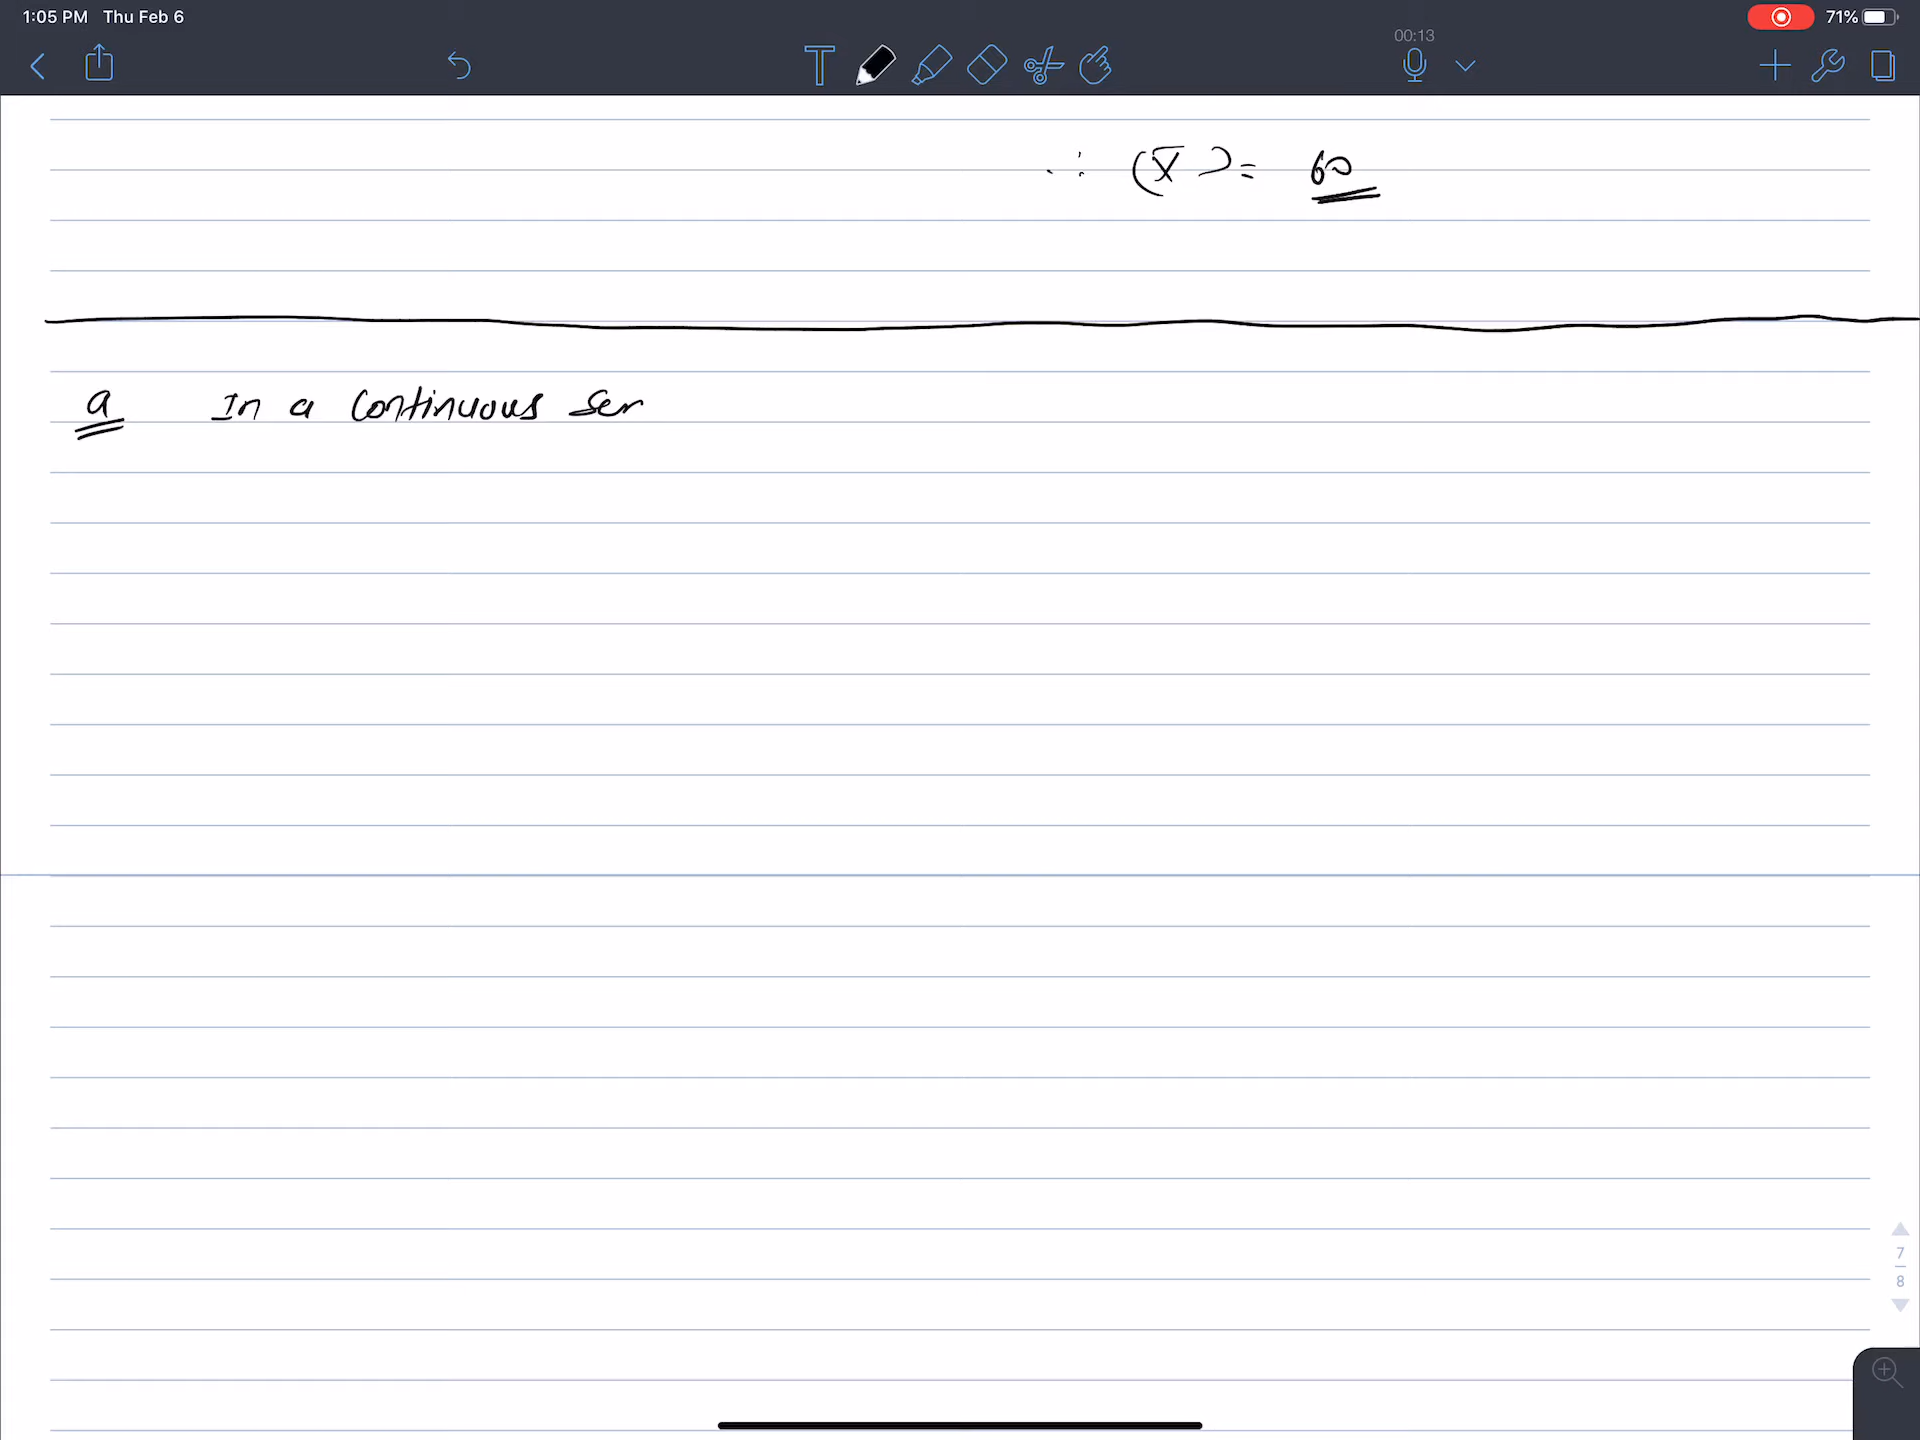 1:05 PM Thu Feb 6
71%
00:13
∴ (x̄) = 60
a In a Continuous Ser
7
8